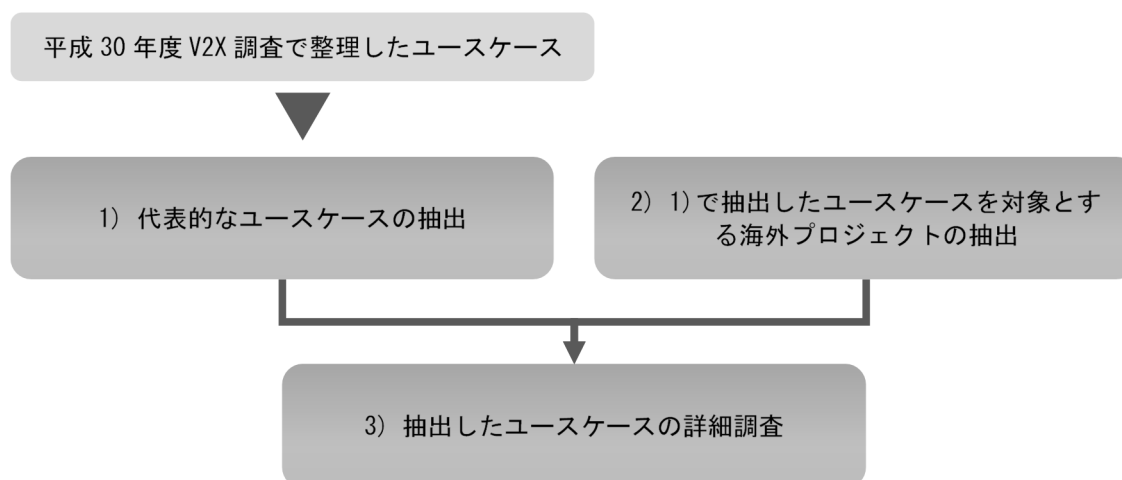 平成 30 年度 V2X 調査で整理したユースケース
1) 代表的なユースケースの抽出
2) 1)で抽出したユースケースを対象とす
る海外プロジェクトの抽出
3) 抽出したユースケースの詳細調査